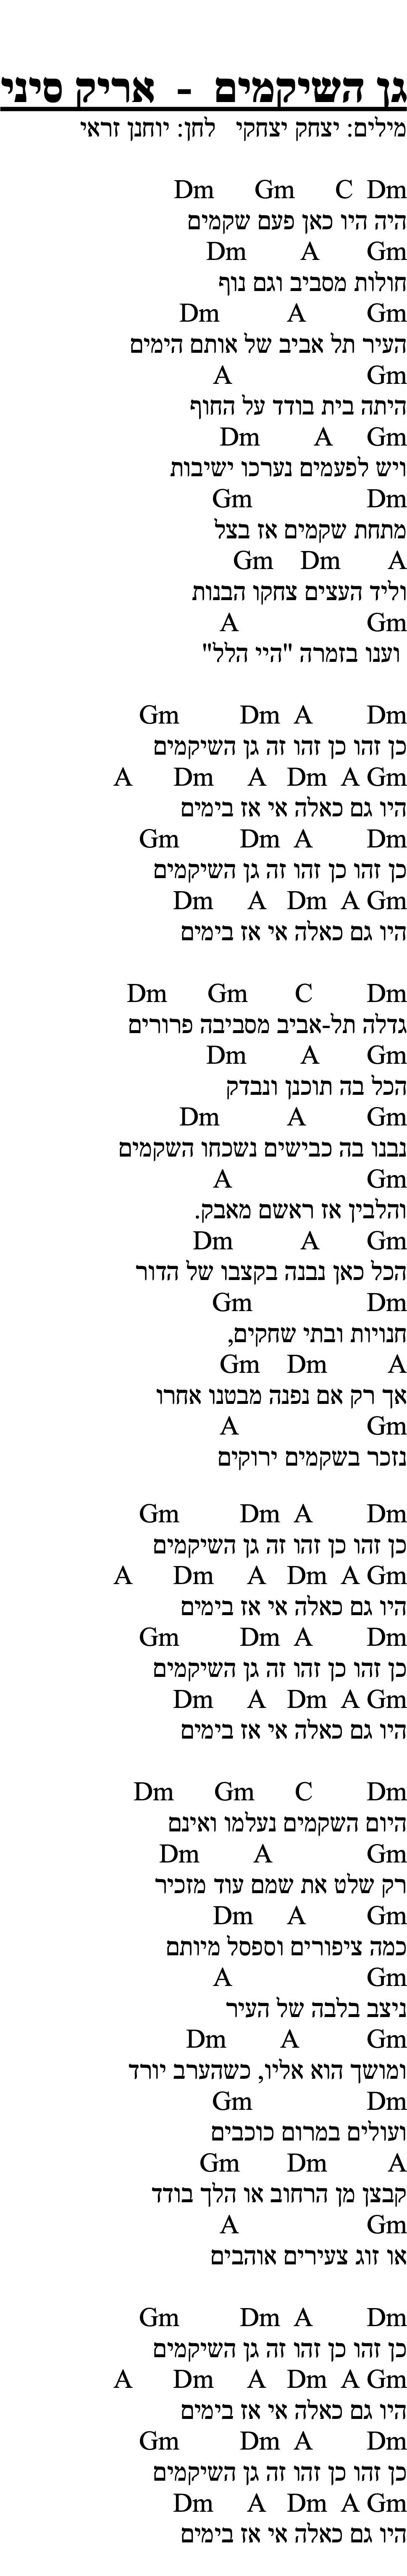 גן השיקמים - אריק סיני
מילים: יצחק יצחקי לחן: יוחנן זראי
Dm Gm C Dm
היה היו כאן פעם שקמים
Dm A Gm
חולות מסביב וגם נוף
Dm A Gm
העיר תל אביב של אותם הימים
A Gm
היתה בית בודד על החוף
Dm A Gm
ויש לפעמים נערכו ישיבות
Gm Dm
מתחת שקמים אז בצל
Gm Dm A
וליד העצים צחקו הבנות
A Gm
וענו בזמרה "היי הלל"
Gm Dm A Dm
כן זהו כן זהו זה גן השיקמים
A Dm A Dm A Gm
היו גם כאלה אי אז בימים
Gm Dm A Dm
כן זהו כן זהו זה גן השיקמים
Dm A Dm A Gm
היו גם כאלה אי אז בימים
Dm Gm C Dm
גדלה תל-אביב מסביבה פרורים
Dm A Gm
הכל בה תוכנן ונבדק
Dm A Gm
נבנו בה כבישים נשכחו השקמים
A Gm
והלבין אז ראשם מאבק.
Dm A Gm
הכל כאן נבנה בקצבו של הדור
Gm Dm
חנויות ובתי שחקים,
Gm Dm A
אך רק אם נפנה מבטנו אחרו
A Gm
נזכר בשקמים ירוקים
Gm Dm A Dm
כן זהו כן זהו זה גן השיקמים
A Dm A Dm A Gm
היו גם כאלה אי אז בימים
Gm Dm A Dm
כן זהו כן זהו זה גן השיקמים
Dm A Dm A Gm
היו גם כאלה אי אז בימים
Dm Gm C Dm
היום השקמים נעלמו ואינם
Dm A Gm
רק שלט את שמם עוד מזכיר
Dm A Gm
כמה ציפורים וספסל מיותם
A Gm
ניצב בלבה של העיר
Dm A Gm
ומושך הוא אליו, כשהערב יורד
Gm Dm
ועולים במרום כוכבים
Gm Dm A
קבצן מן הרחוב או הלך בודד
A Gm
או זוג צעירים אוהבים
Gm Dm A Dm
כן זהו כן זהו זה גן השיקמים
A Dm A Dm A Gm
היו גם כאלה אי אז בימים
Gm Dm A Dm
כן זהו כן זהו זה גן השיקמים
Dm A Dm A Gm
היו גם כאלה אי אז בימים